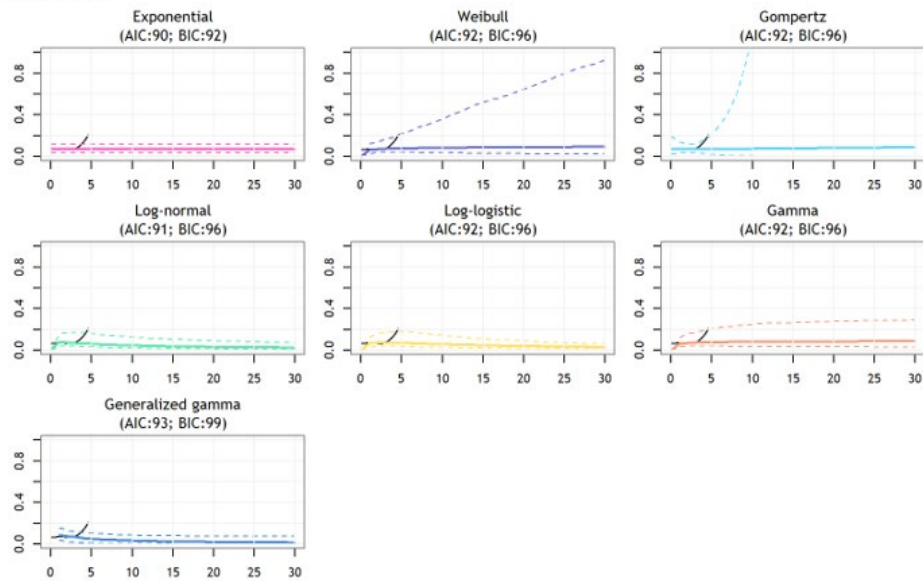 Exponential
(AIC:90; BIC:92)
Weibull
(AIC:92; BIC:96)
Gompertz
(AIC:92; BIC:96)
0.0 0.4 0.8
0 5 10 15 20 25 30
0.0 0.4 0.8
0 5 10 15 20 25 30
0.0 0.4 0.8
0 5 10 15 20 25 30
Log-normal
(AIC:91; BIC:96)
Log-logistic
(AIC:92; BIC:96)
Gamma
(AIC:92; BIC:96)
0.0 0.4 0.8
0 5 10 15 20 25 30
0.0 0.4 0.8
0 5 10 15 20 25 30
0.0 0.4 0.8
0 5 10 15 20 25 30
Generalized gamma
(AIC:93; BIC:99)
0.0 0.4 0.8
0 5 10 15 20 25 30